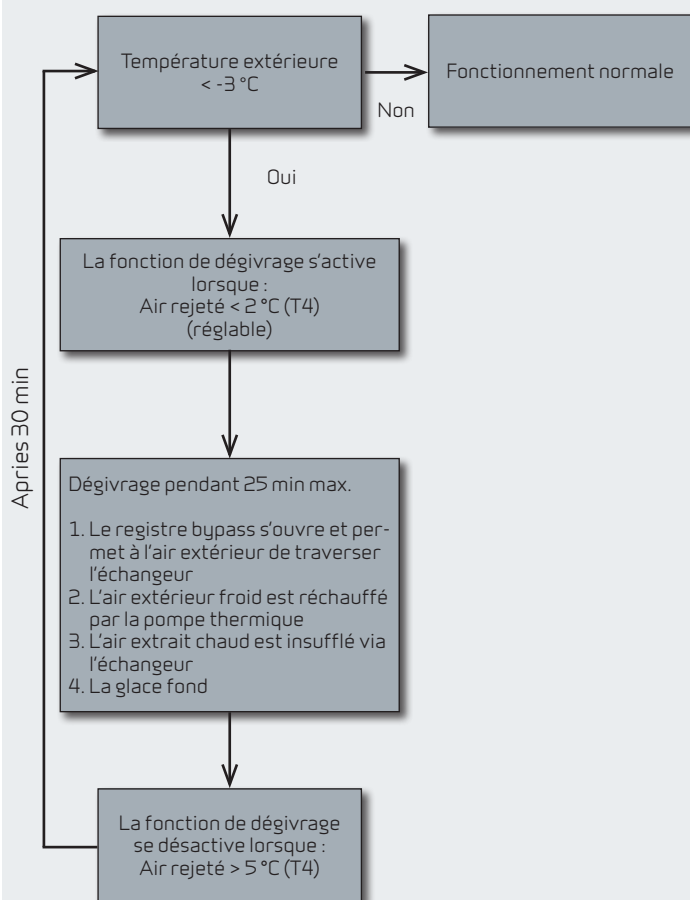 Température extérieure
< -3 °C
Fonctionnement normale
Non
Oui
La fonction de dégivrage s'active
lorsque :
Air rejeté < 2 °C (T4)
(réglable)
Apries 30 min
Dégivrage pendant 25 min max.
1. Le registre bypass s'ouvre et per-
met à l'air extérieur de traverser
l'échangeur
2. L'air extérieur froid est réchauffé
par la pompe thermique
3. L'air extrait chaud est insufflé via
l'échangeur
4. La glace fond
La fonction de dégivrage
se désactive lorsque :
Air rejeté > 5 °C (T4)